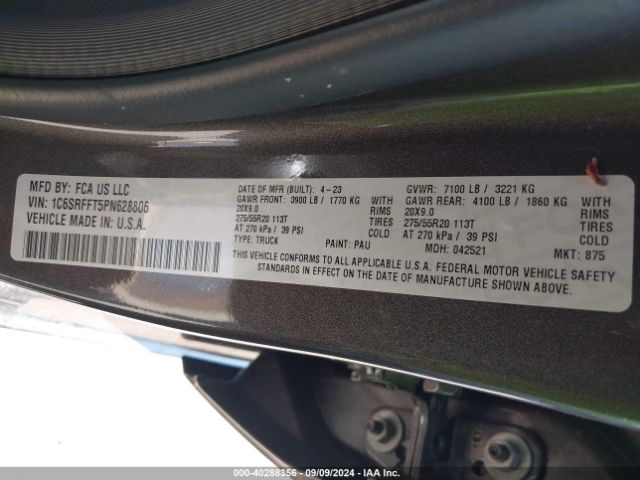 MFD BY: FCA US LLC
VIN: 1C6SRFFT5PN628806
VEHICLE MADE IN U.S.A.
DATE OF MFR (BUILT): 4-23 GVWR: 7100 LB / 3221 KG
GAWR FRONT: 3900 LB / 1770 KG WITH GAWR REAR: 4100 LB / 1860 KG WITH
20X9.0 RIMS 20X9.0 RIMS
275/55R20 113T TIRES 275/55R20 113T TIRES
AT 270 kPa / 39 PSI COLD AT 270 kPa / 39 PSI COLD
TYPE: TRUCK PAINT: PAU MDH: 042521 MKT: 875
THIS VEHICLE CONFORMS TO ALL APPLICABLE U.S.A. FEDERAL MOTOR VEHICLE SAFETY
STANDARDS IN EFFECT ON THE DATE OF MANUFACTURE SHOWN ABOVE.
000-40288356 • 09/09/2024 • IAA Inc.